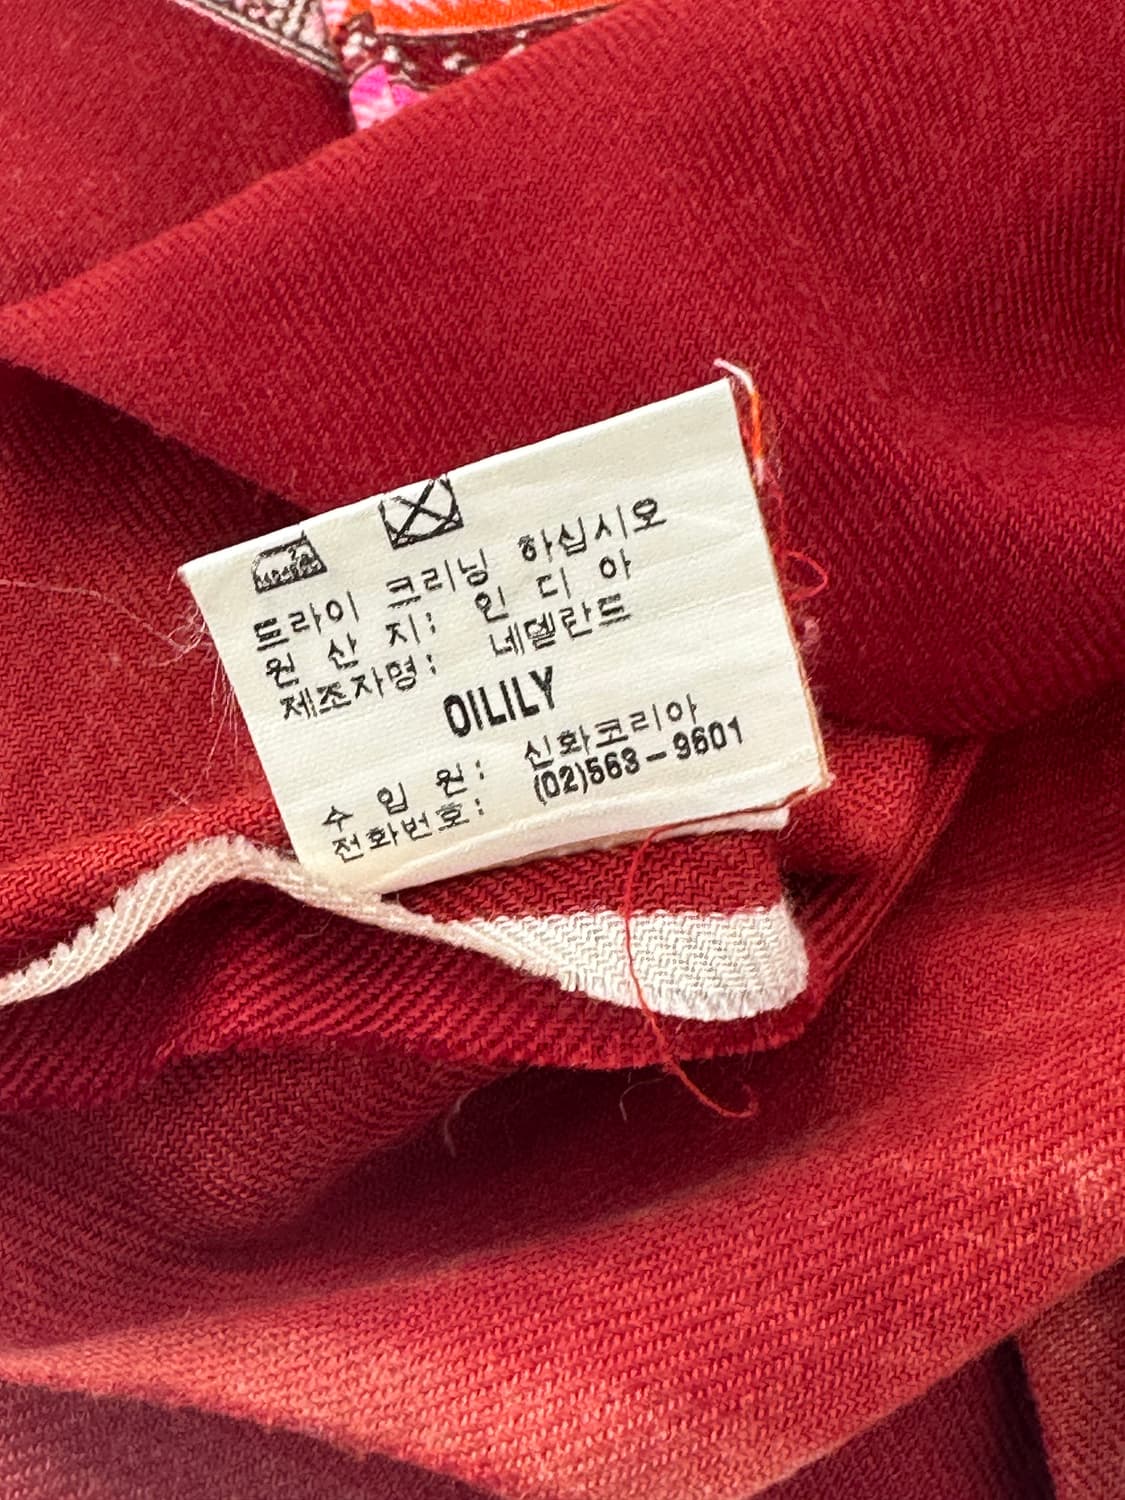 드라이 크리닝 하십시오
원 산 지: 인 디 아
제조자명: 네델란드
OILILY
수 입 원: 신화코리아
전화번호: (02)563-9601